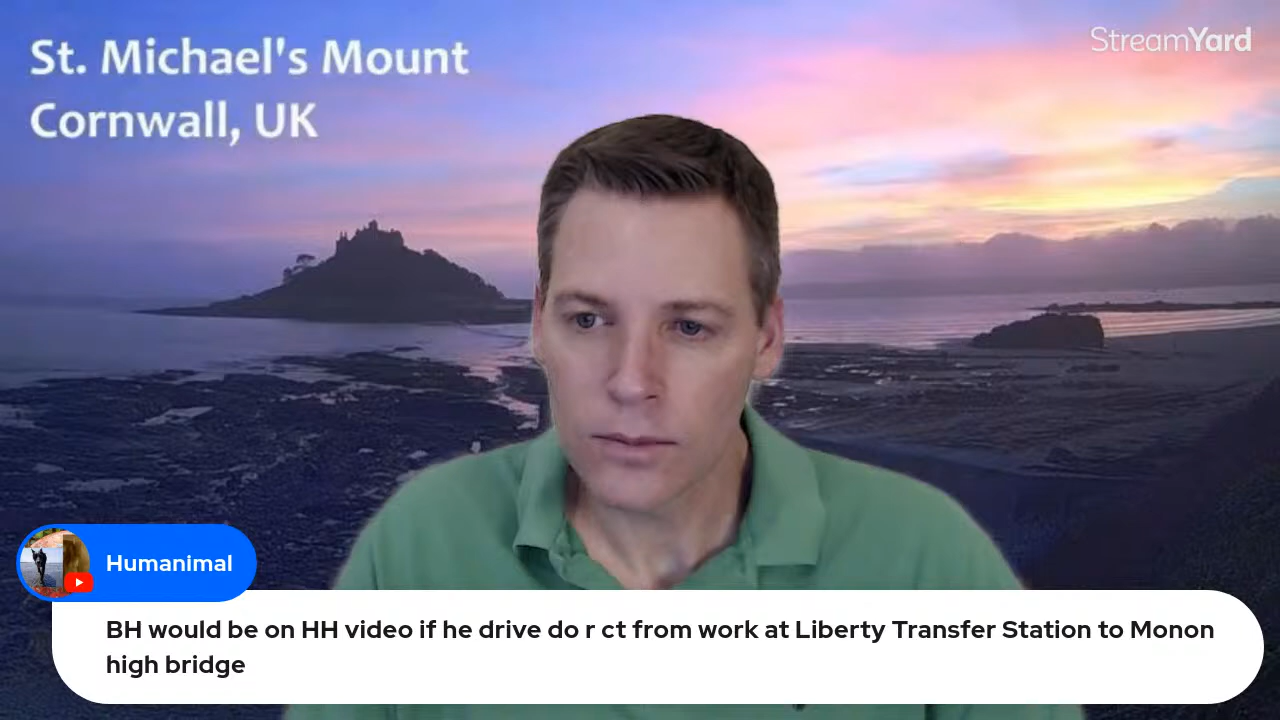 St. Michael's Mount
Cornwall, UK
StreamYard
Humanimal
BH would be on HH video if he drive do r ct from work at Liberty Transfer Station to Monon
high bridge